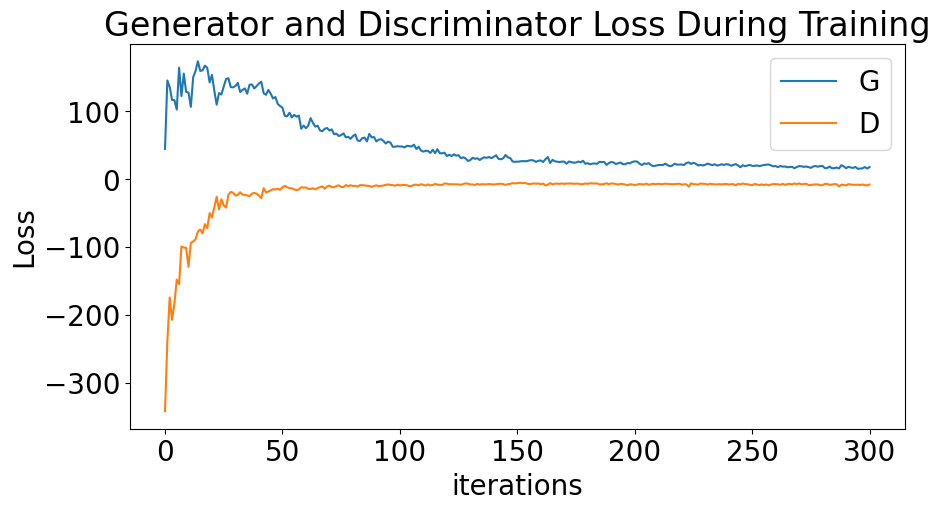 Generator and Discriminator Loss During Training
G
D
100
0
−100
−200
−300
Loss
0 50 100 150 200 250 300
iterations